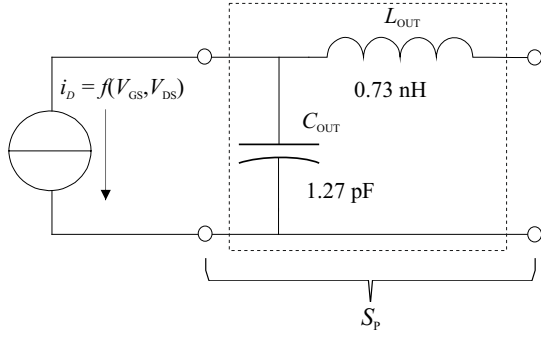 L_OUT
i_D = f(V_GS,V_DS)
0.73 nH
C_OUT
1.27 pF
S_P